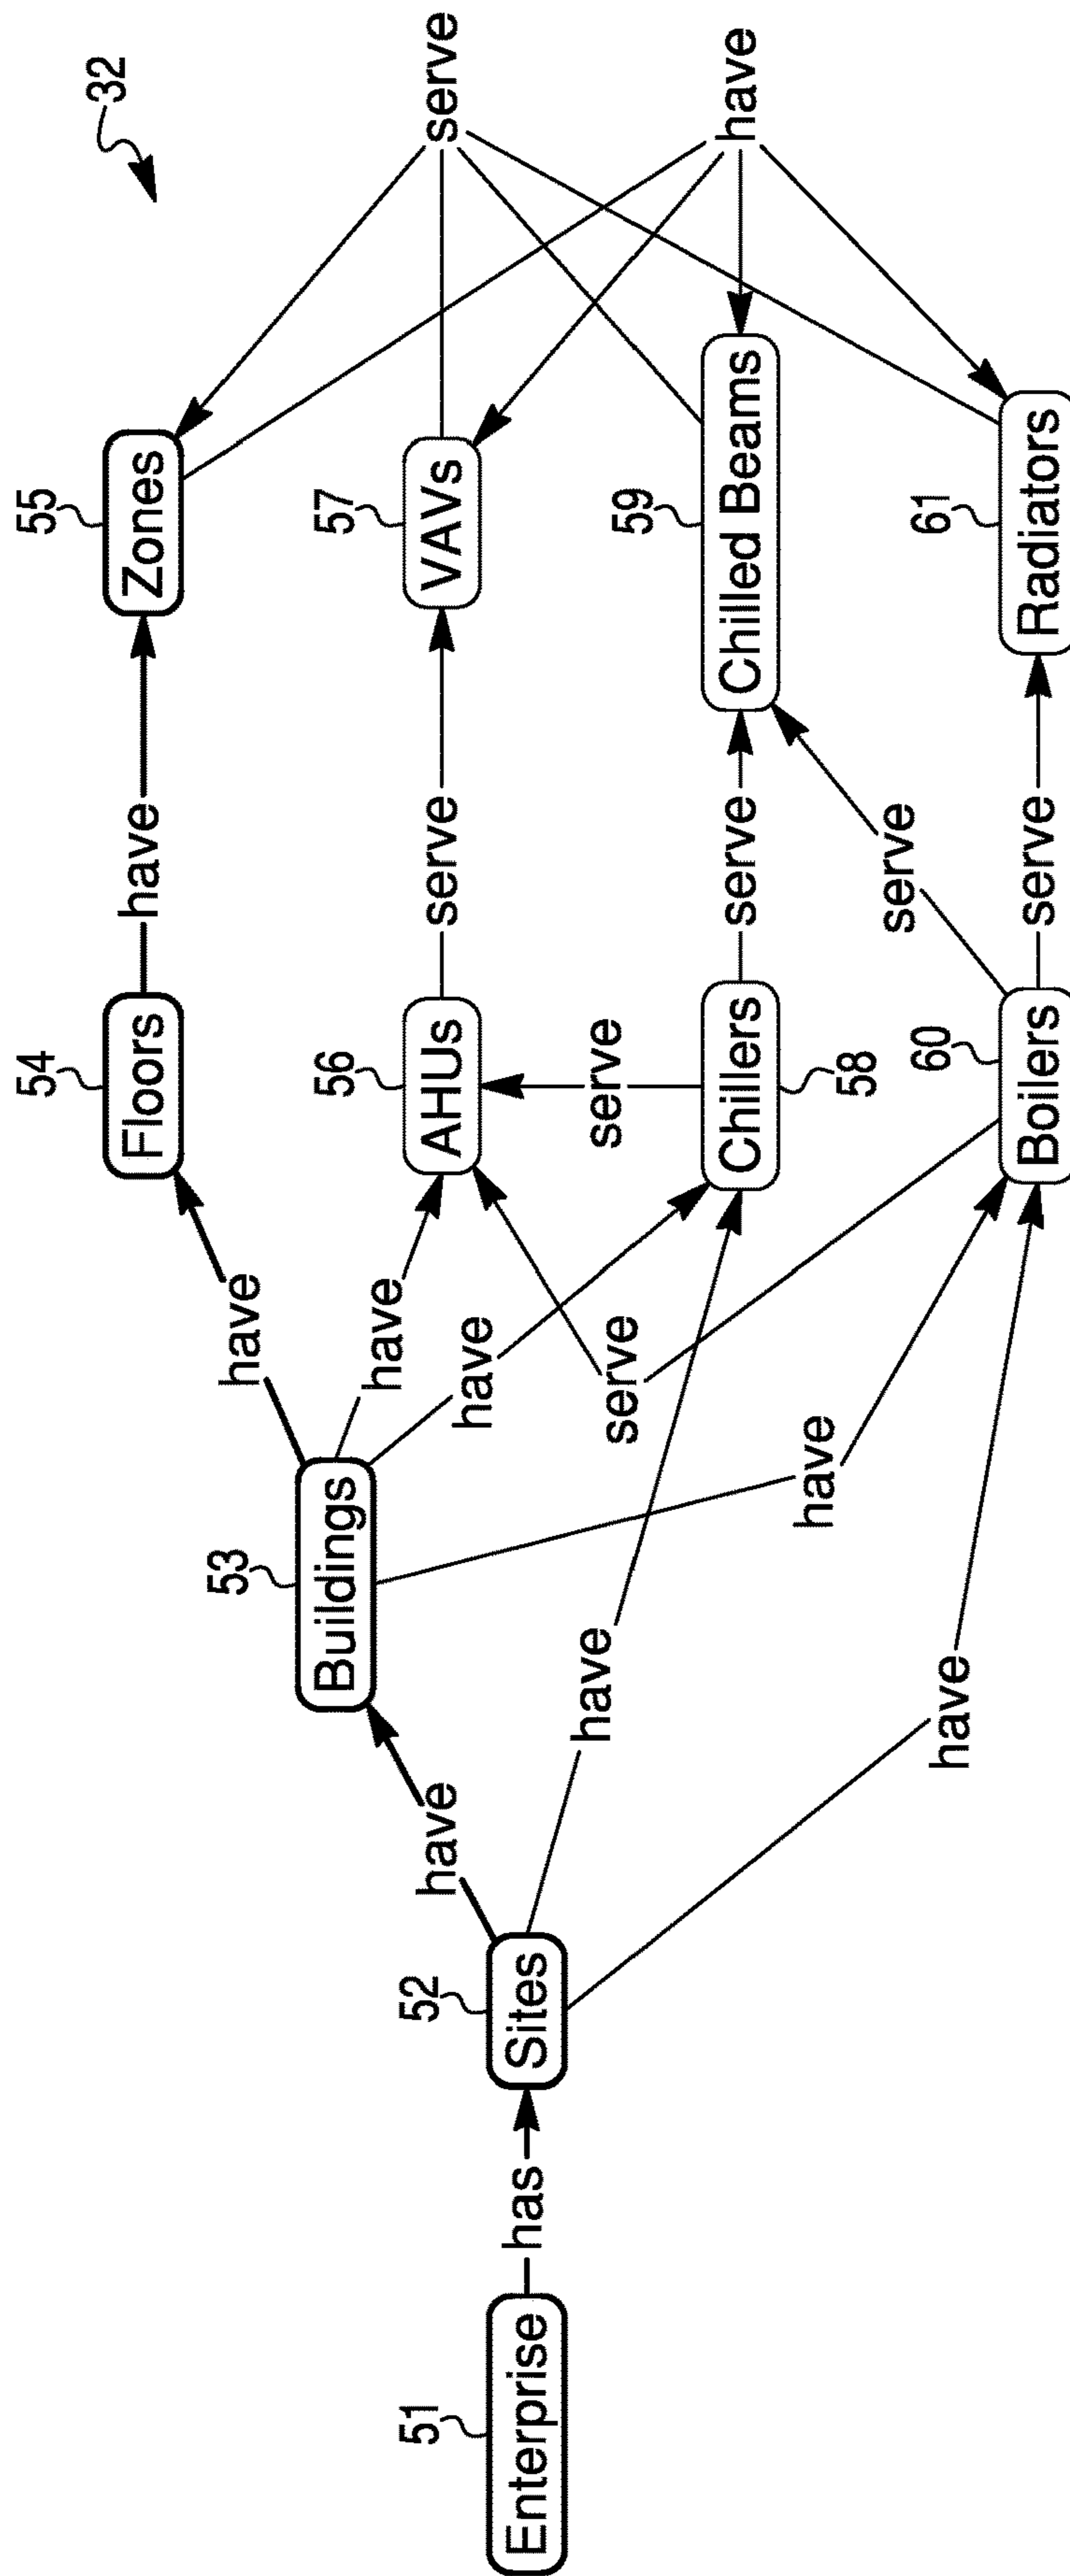 32
51
Enterprise
has
52
Sites
have
have
have
53
Buildings
have
have
have
have
54
Floors
have
55
Zones
56
AHUs
serve
57
VAVs
serve
serve
58
Chillers
serve
59
Chilled Beams
serve
60
Boilers
serve
61
Radiators
serve
have